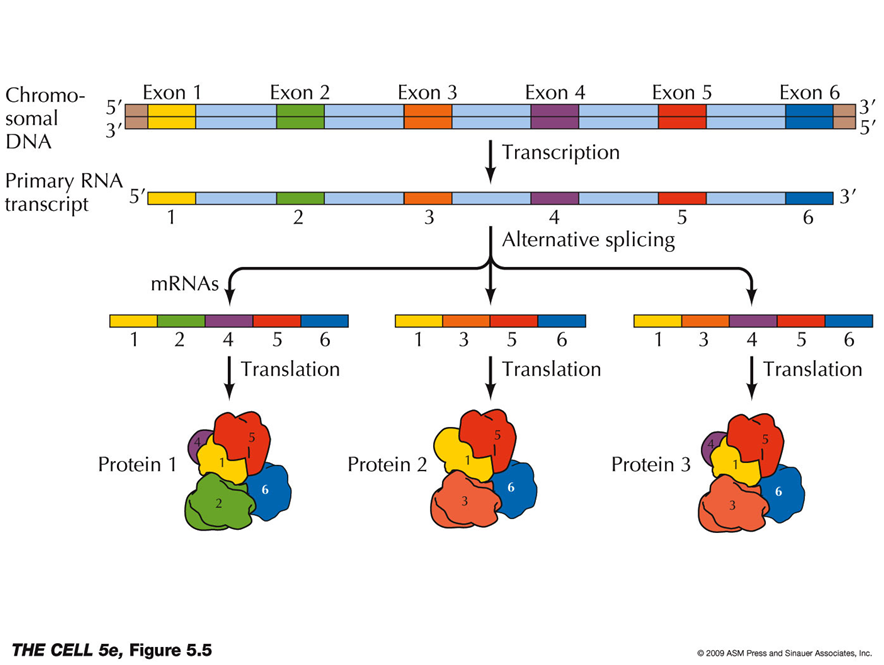 Exon 1 Exon 2 Exon 3 Exon 4 Exon 5 Exon 6
Chromo-
somal
DNA
5′ 3′
3′ 5′
Transcription
Primary RNA
transcript
5′ 3′
1 2 3 4 5 6
Alternative splicing
mRNAs
1 2 4 5 6
1 3 5 6
1 3 4 5 6
Translation Translation Translation
Protein 1
4
5
1
6
2
Protein 2
5
1
6
3
Protein 3
4
5
1
6
3
THE CELL 5e, Figure 5.5
© 2009 ASM Press and Sinauer Associates, Inc.